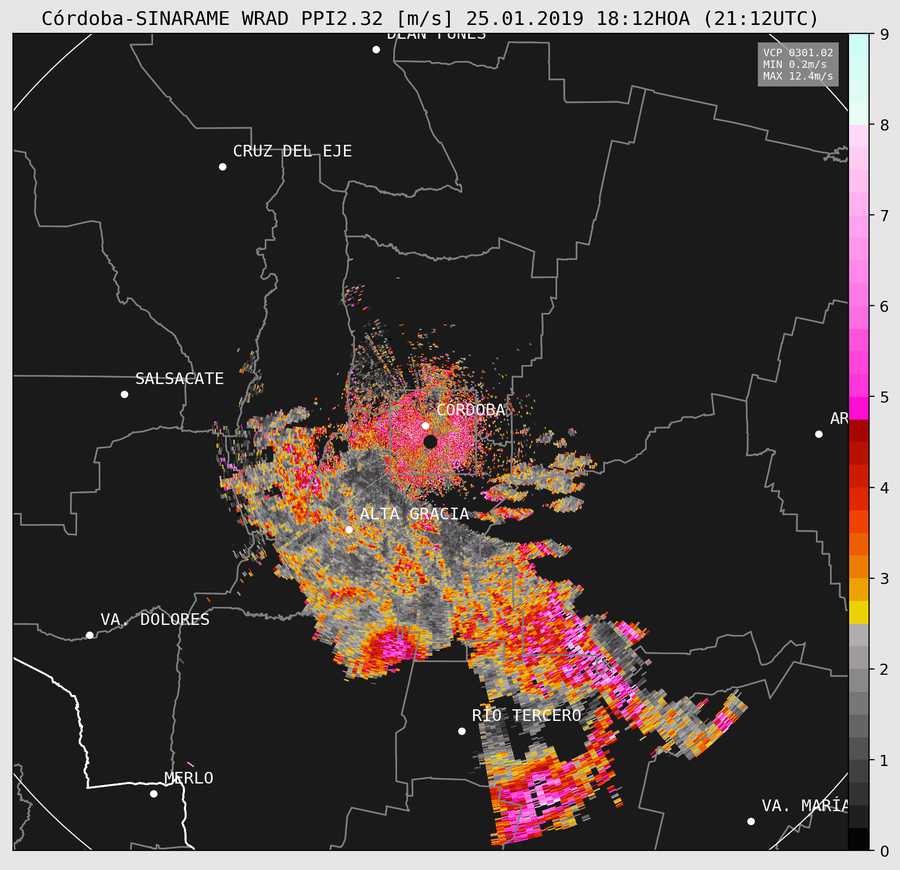 Córdoba-SINARAME WRAD PPI2.32 [m/s] 25.01.2019 18:12HOA (21:12UTC)
DEAN FUNES
VCP 0301.02
MIN 0.2m/s
MAX 12.4m/s
9
8
CRUZ DEL EJE
7
6
SALSACATE
5
CORDOBA
AR
4
ALTA GRACIA
3
VA. DOLORES
2
RIO TERCERO
1
MERLO
VA. MARÍA
0